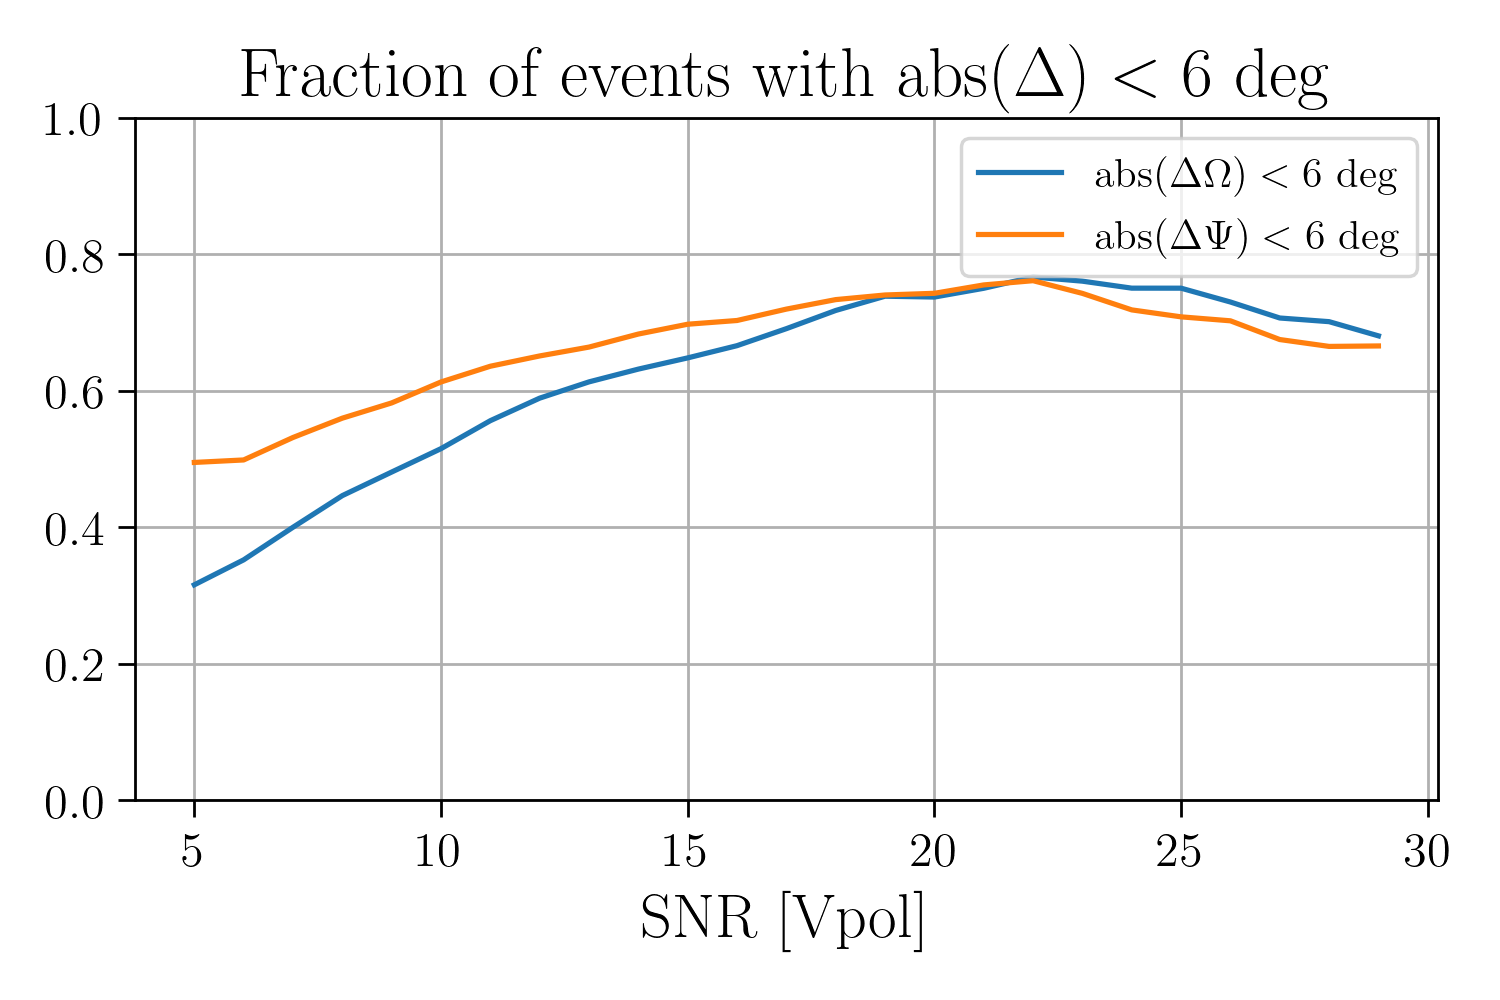 Fraction of events with abs(Δ) < 6 deg
1.0
0.8
0.6
0.4
0.2
0.0
abs(ΔΩ) < 6 deg
abs(ΔΨ) < 6 deg
5 10 15 20 25 30
SNR [Vpol]